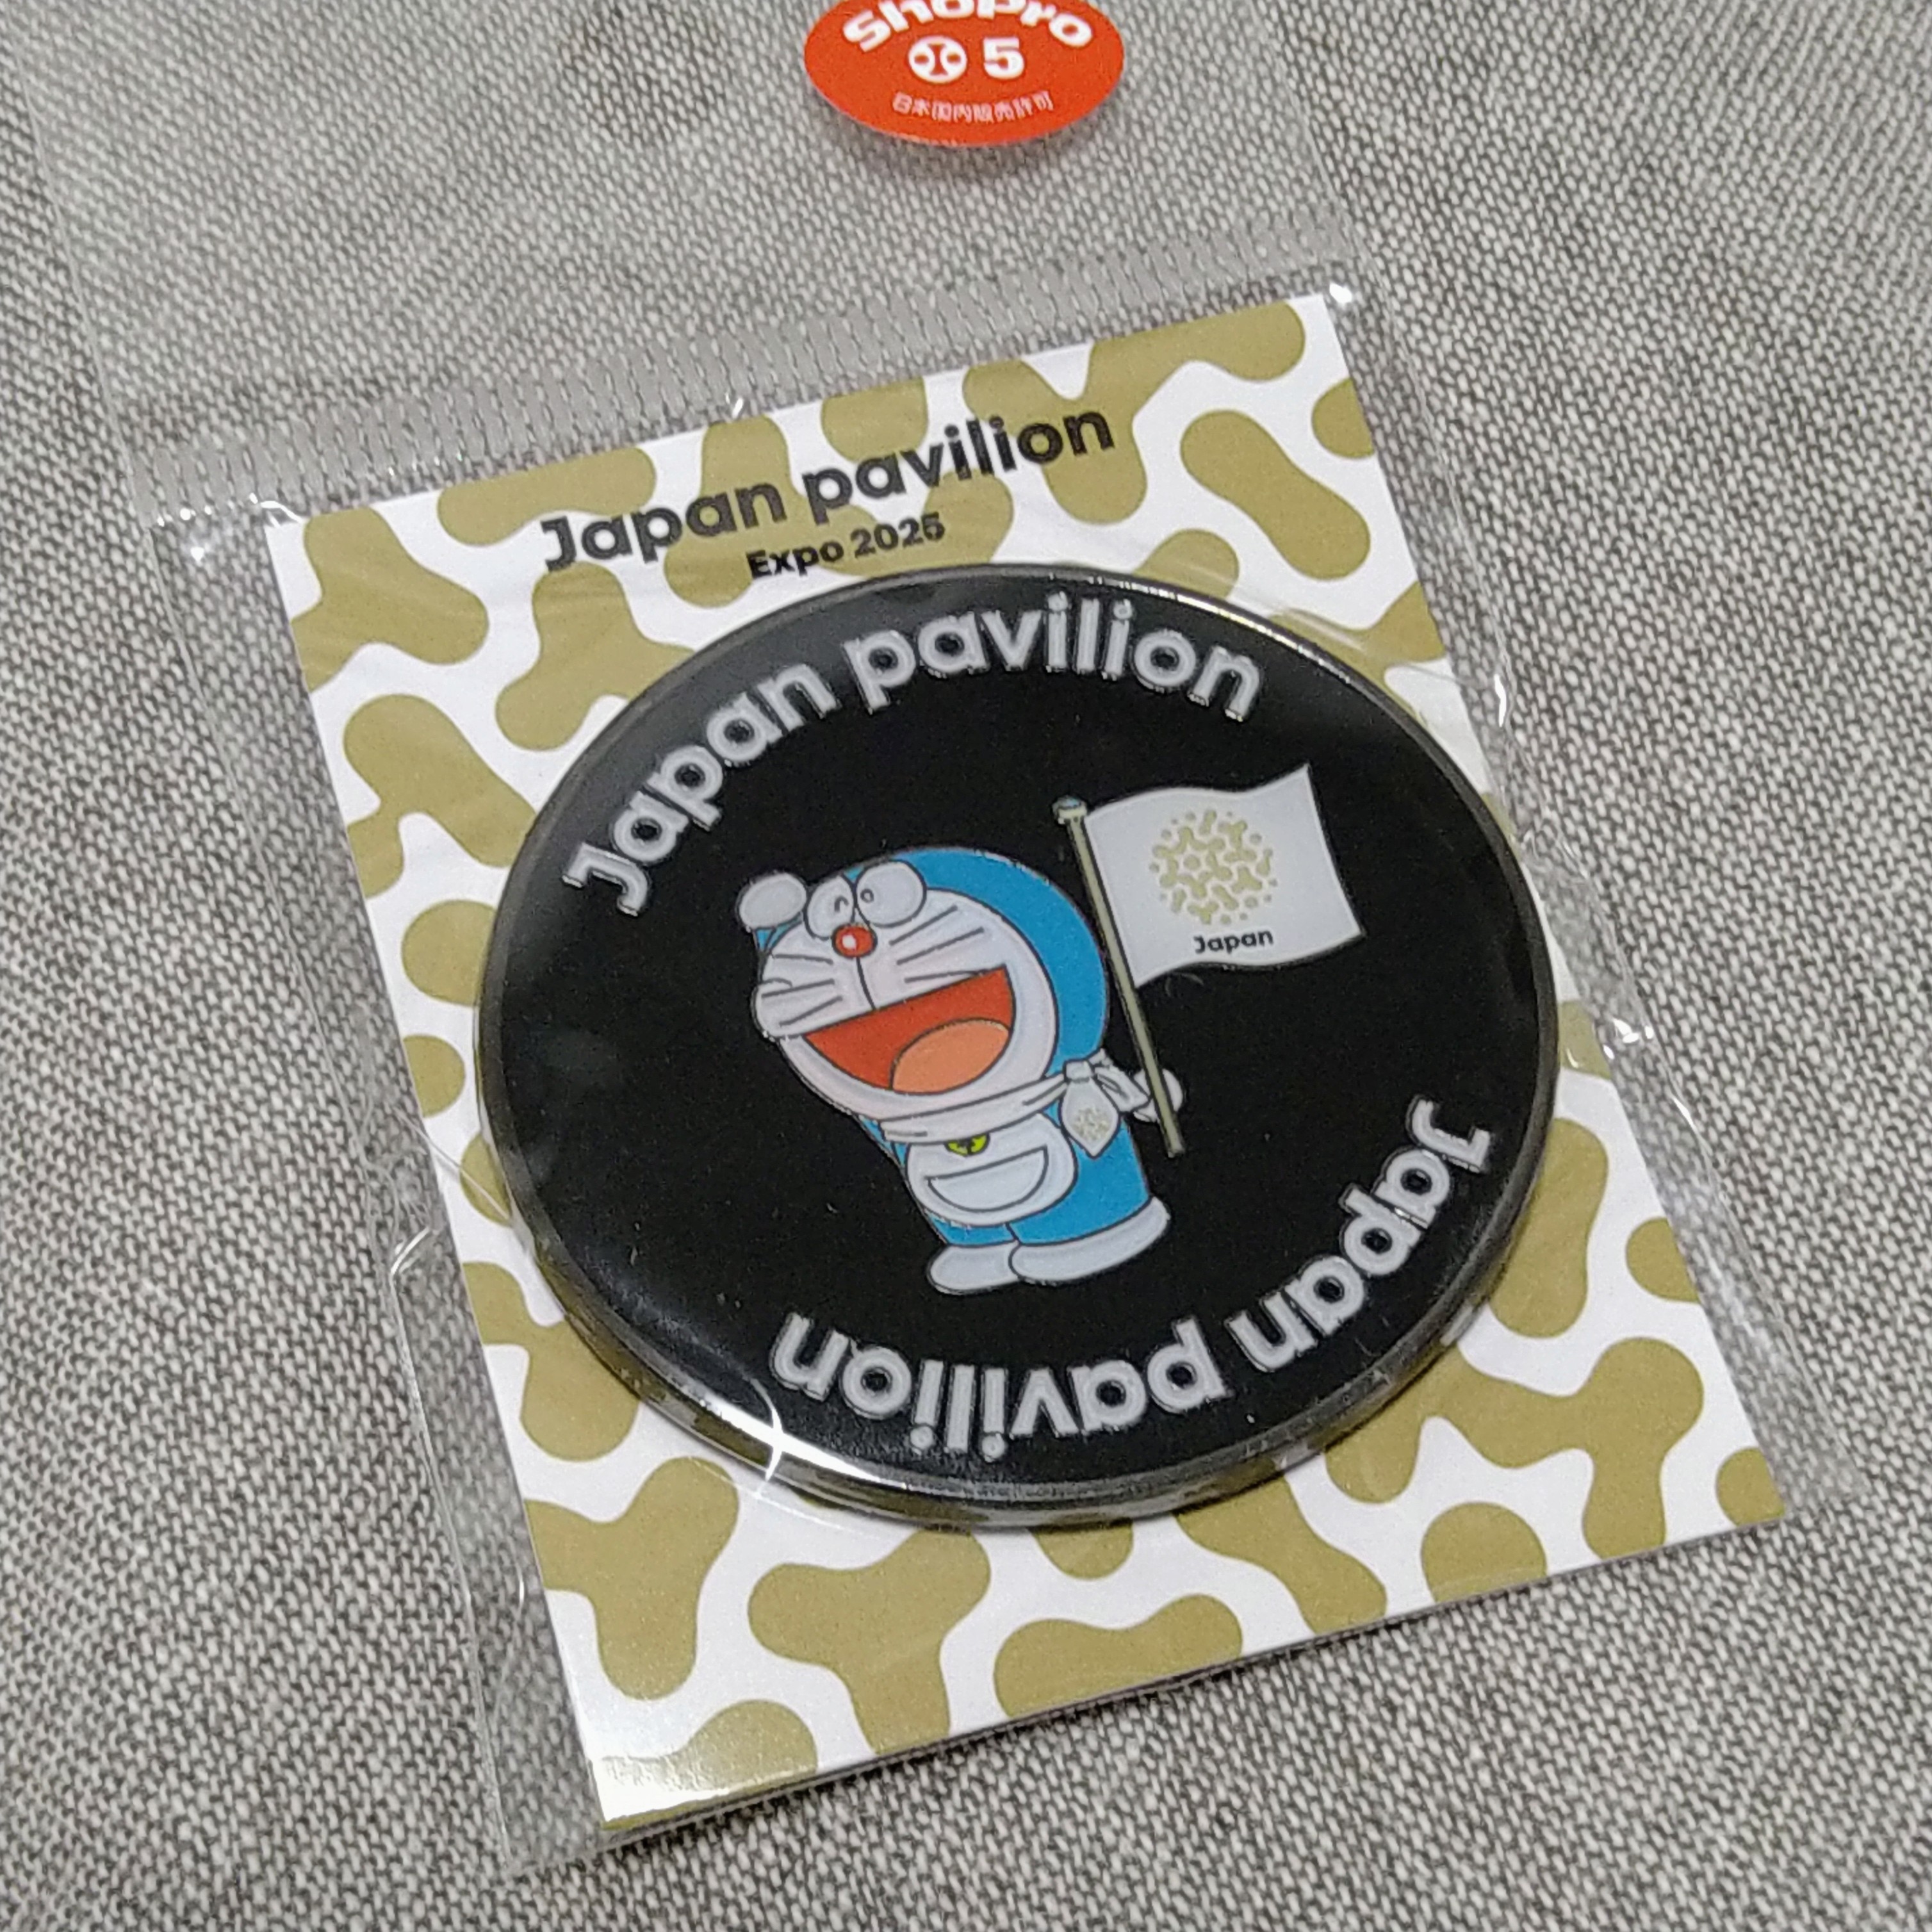 ShoPro
5
日本国内販売許可
Japan pavilion
Expo 2025
Japan pavilion
Japan
Japan pavilion